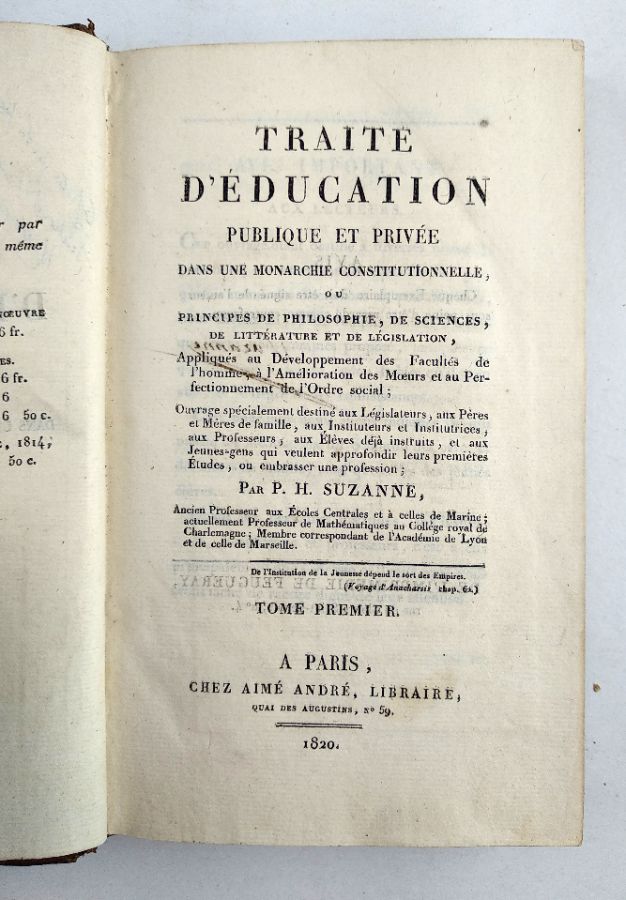 r par
même
NŒUVRE
6 fr.
ES.
6 fr.
6
6 50 c.
, 1814,
50 c.
TRAITÉ
D'ÉDUCATION
PUBLIQUE ET PRIVÉE
DANS UNE MONARCHIE CONSTITUTIONNELLE,
OU
PRINCIPES DE PHILOSOPHIE, DE SCIENCES,
DE LITTÉRATURE ET DE LÉGISLATION,
Appliqués au Développement des Facultés de
l'homme, à l'Amélioration des Mœurs et au Per-
fectionnement de l'Ordre social;
Ouvrage spécialement destiné aux Législateurs, aux Pères
et Mères de famille, aux Instituteurs et Institutrices,
aux Professeurs, aux Élèves déjà instruits, et aux
Jeunes-gens qui veulent approfondir leurs premières
Études, ou embrasser une profession;
PAR P. H. SUZANNE,
Ancien Professeur aux Écoles Centrales et à celles de Marine;
actuellement Professeur de Mathématiques au Collége royal de
Charlemagne; Membre correspondant de l'Académie de Lyon
et de celle de Marseille.
De l'Institution de la Jeunesse dépend le sort des Empires.
(Voyage d'Anacharsis chap. 61.)
TOME PREMIER.
A PARIS,
CHEZ AIMÉ ANDRÉ, LIBRAIRE,
QUAI DES AUGUSTINS, N° 59.
1820.